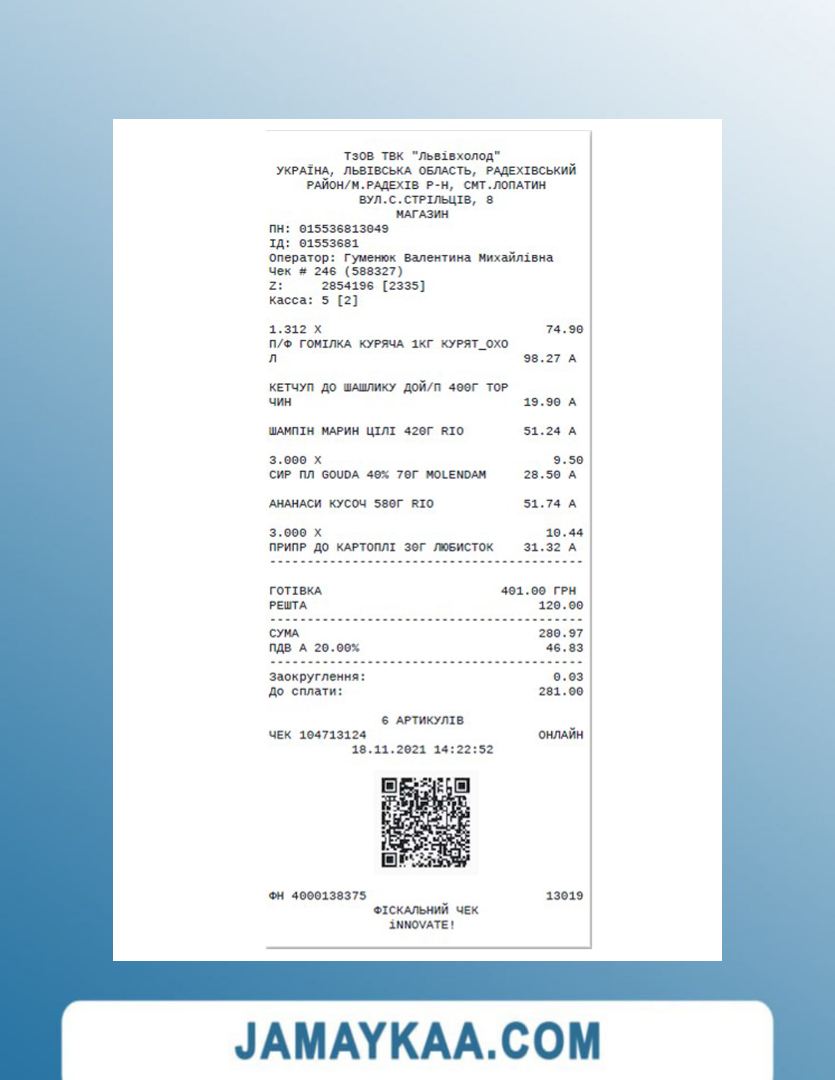 ТзОВ ТВК "Львівхолод"
УКРАЇНА, ЛЬВІВСЬКА ОБЛАСТЬ, РАДЕХІВСЬКИЙ
РАЙОН/М.РАДЕХІВ Р-Н, СМТ.ЛОПАТИН
ВУЛ.С.СТРІЛЬЦІВ, 8
МАГАЗИН
ПН: 015536813049
ІД: 01553681
Оператор: Гуменюк Валентина Михайлівна
Чек # 246 (588327)
Z: 2854196 [2335]
Касса: 5 [2]
1.312 X 74.90
П/Ф ГОМІЛКА КУРЯЧА 1КГ КУРЯТ_ОХО
Л 98.27 А
КЕТЧУП ДО ШАШЛИКУ ДОЙ/П 400Г ТОР
ЧИН 19.90 А
ШАМПІН МАРИН ЦІЛІ 420Г RIO 51.24 А
3.000 X 9.50
СИР ПЛ GOUDA 40% 70Г MOLENDAM 28.50 А
АНАНАСИ КУСОЧ 580Г RIO 51.74 А
3.000 X 10.44
ПРИПР ДО КАРТОПЛІ 30Г ЛЮБИСТОК 31.32 А
ГОТІВКА 401.00 ГРН
РЕШТА 120.00
СУМА 280.97
ПДВ А 20.00% 46.83
Заокруглення: 0.03
До сплати: 281.00
6 АРТИКУЛІВ
ЧЕК 104713124 ОНЛАЙН
18.11.2021 14:22:52
ФН 4000138375 13019
ФІСКАЛЬНИЙ ЧЕК
iNNOVATE!
JAMAYKAA.COM